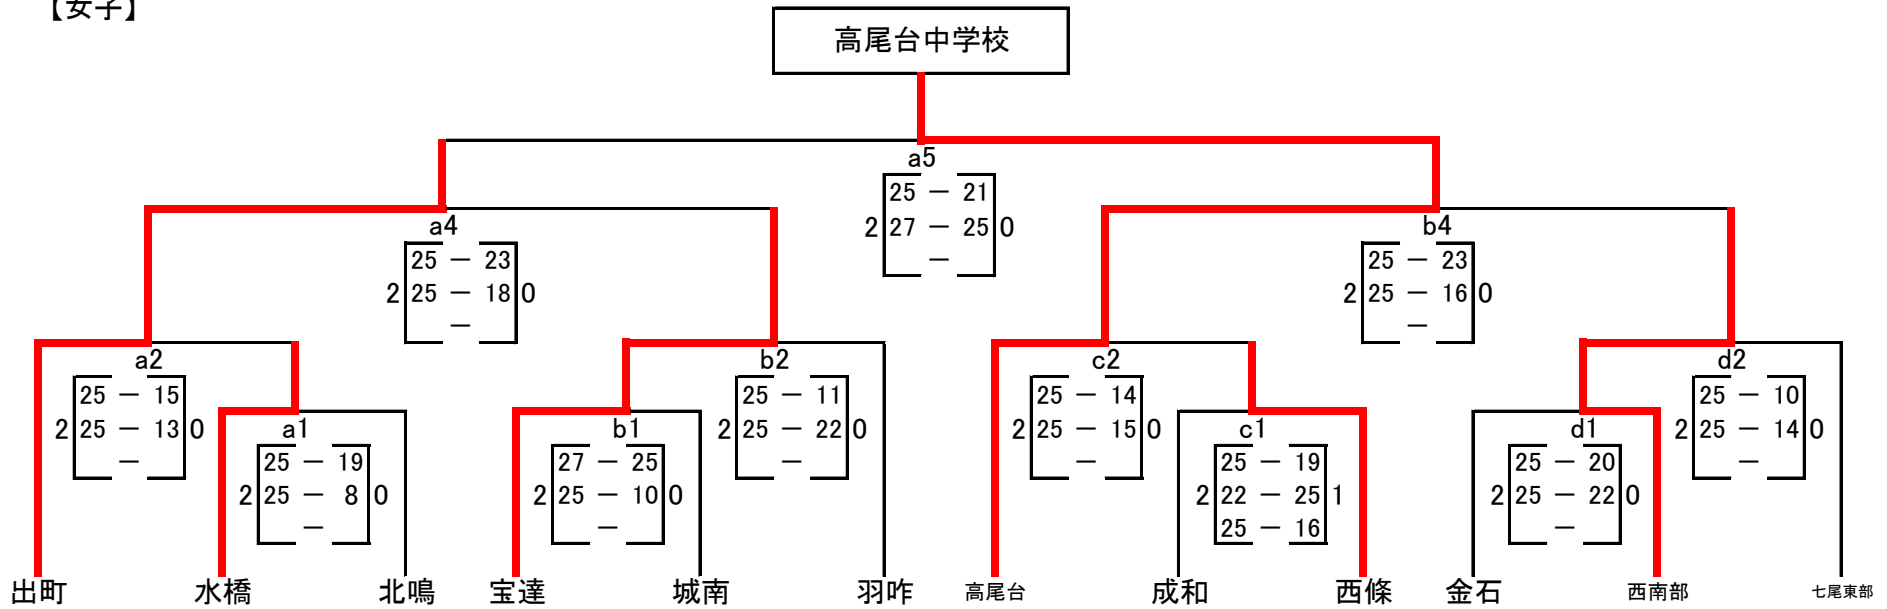 【女子】
高尾台中学校
a5
25 － 21
2 27 － 25 0
－
a4
25 － 23
2 25 － 18 0
－
b4
25 － 23
2 25 － 16 0
－
a2
25 － 15
2 25 － 13 0
－
b2
25 － 11
2 25 － 22 0
－
c2
25 － 14
2 25 － 15 0
－
d2
25 － 10
2 25 － 14 0
－
a1
25 － 19
2 25 － 8 0
－
b1
27 － 25
2 25 － 10 0
－
c1
25 － 19
2 22 － 25 1
25 － 16
d1
25 － 20
2 25 － 22 0
－
出町 水橋 北鳴 宝達 城南 羽咋 高尾台 成和 西條 金石 西南部 七尾東部